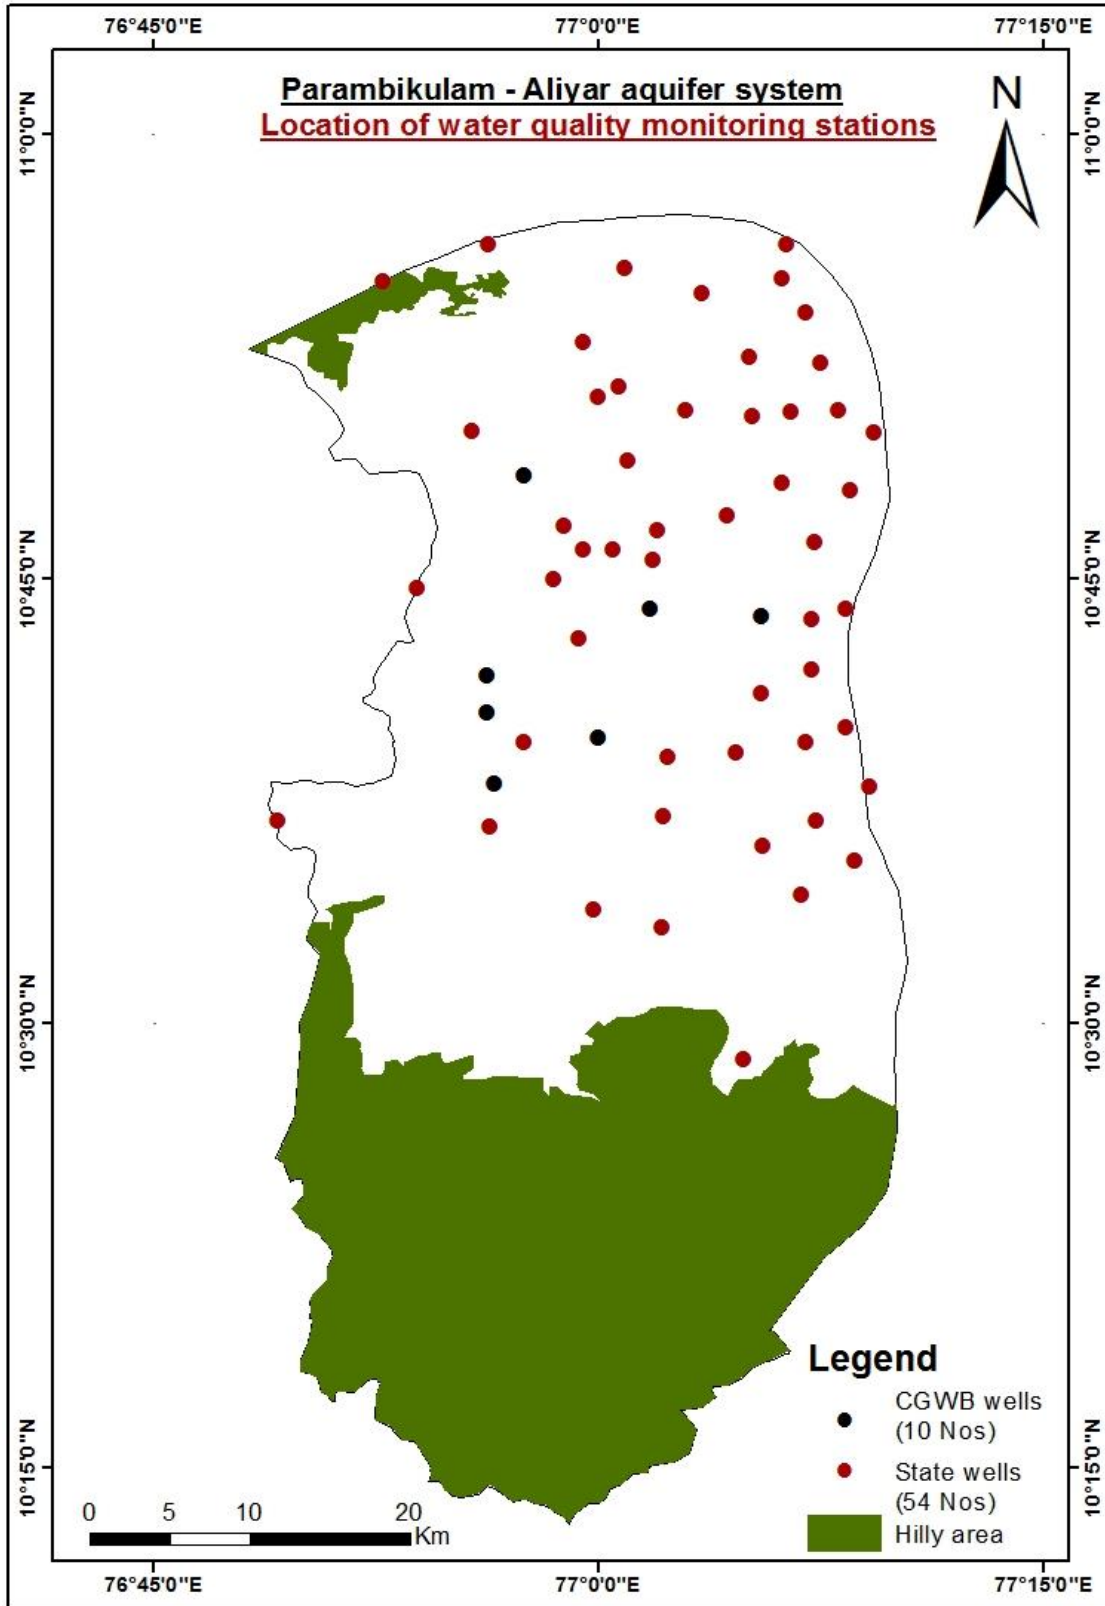 76°45'0"E 77°0'0"E 77°15'0"E
Parambikulam - Aliyar aquifer system
Location of water quality monitoring stations
N
11°0'0"N 11°0'0"N
10°45'0"N 10°45'0"N
10°30'0"N 10°30'0"N
10°15'0"N 10°15'0"N
Legend
CGWB wells
(10 Nos)
State wells
(54 Nos)
Hilly area
0 5 10 20
Km
76°45'0"E 77°0'0"E 77°15'0"E